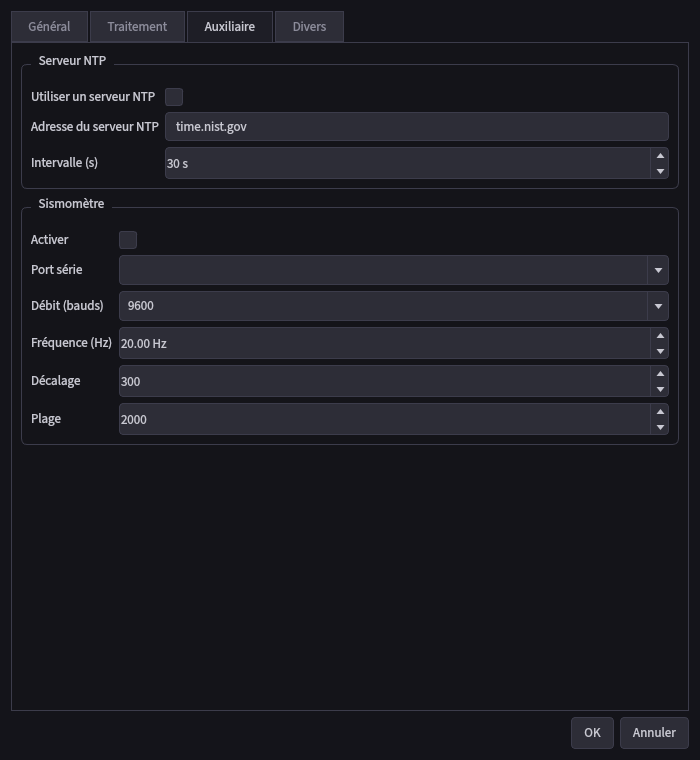 Général Traitement Auxiliaire Divers
Serveur NTP
Utiliser un serveur NTP
Adresse du serveur NTP time.nist.gov
Intervalle (s) 30 s
Sismomètre
Activer
Port série
Débit (bauds) 9600
Fréquence (Hz) 20.00 Hz
Décalage 300
Plage 2000
OK Annuler